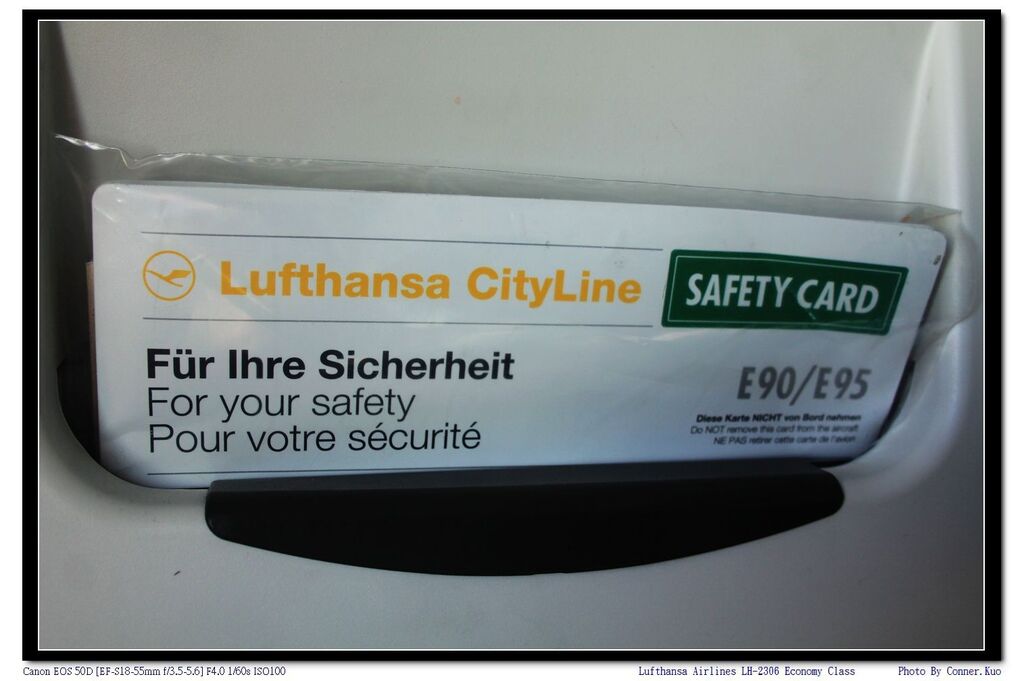 Lufthansa CityLine
SAFETY CARD
Für Ihre Sicherheit
For your safety
Pour votre sécurité
E90/E95
Diese Karte NICHT von Bord nehmen
Do NOT remove this card from the aircraft
NE PAS retirer cette carte de l'avion
Canon EOS 50D [EF-S18-55mm f/3.5-5.6] F4.0 1/60s ISO100
Lufthansa Airlines LH-2306 Economy Class
Photo By Conner.Kuo